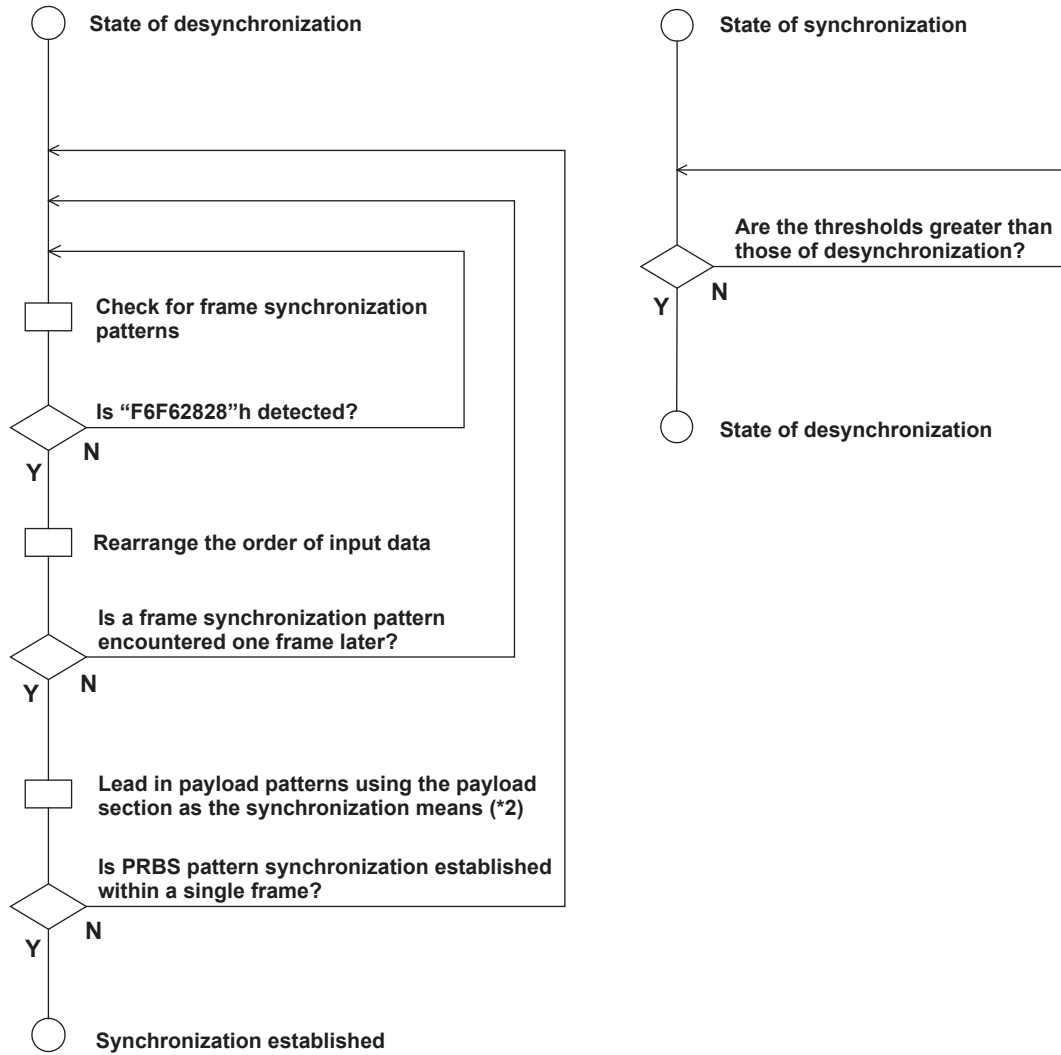 State of desynchronization
Check for frame synchronization
patterns
Is “F6F62828”h detected?
N
Y
Rearrange the order of input data
Is a frame synchronization pattern
encountered one frame later?
N
Y
Lead in payload patterns using the payload
section as the synchronization means (*2)
Is PRBS pattern synchronization established
within a single frame?
N
Y
Synchronization established
State of synchronization
Are the thresholds greater than
those of desynchronization?
N
Y
State of desynchronization